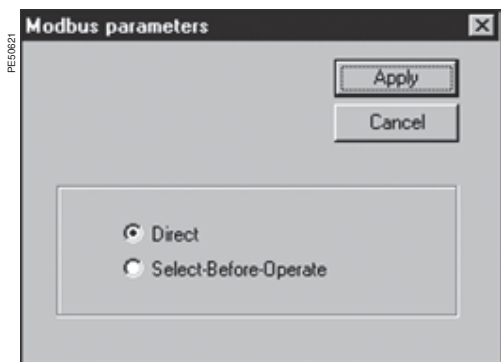 PE50621
Modbus parameters
Apply
Cancel
Direct
Select-Before-Operate